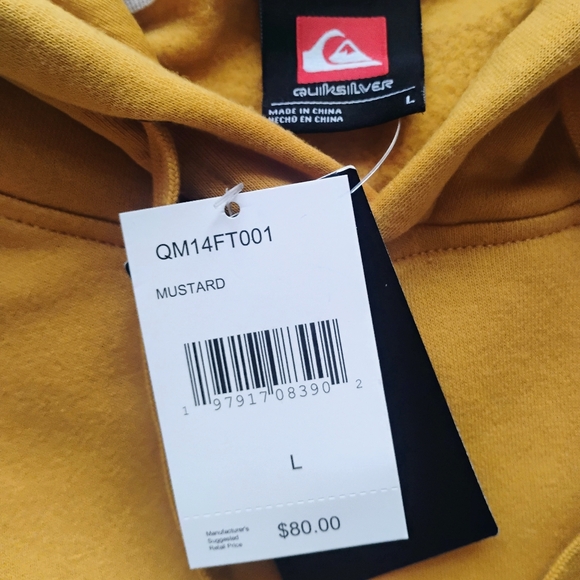 QUIKSILVER
L
MADE IN CHINA
HECHO EN CHINA
QM14FT001
MUSTARD
1 97917 08390 2
L
Manufacturer's
Suggested
Retail Price
$80.00